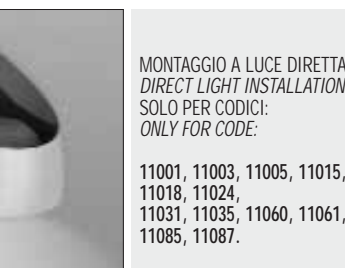 MONTAGGIO A LUCE DIRETTA
DIRECT LIGHT INSTALLATION
SOLO PER CODICI:
ONLY FOR CODE:
11001, 11003, 11005, 11015,
11018, 11024,
11031, 11035, 11060, 11061,
11085, 11087.